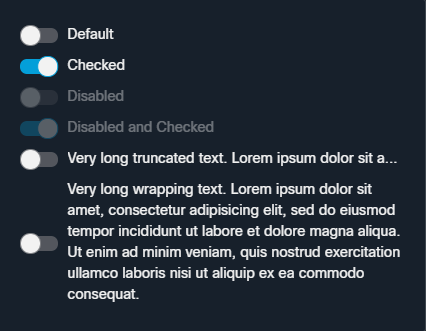 Default
Checked
Disabled
Disabled and Checked
Very long truncated text. Lorem ipsum dolor sit a...
Very long wrapping text. Lorem ipsum dolor sit
amet, consectetur adipisicing elit, sed do eiusmod
tempor incididunt ut labore et dolore magna aliqua.
Ut enim ad minim veniam, quis nostrud exercitation
ullamco laboris nisi ut aliquip ex ea commodo
consequat.